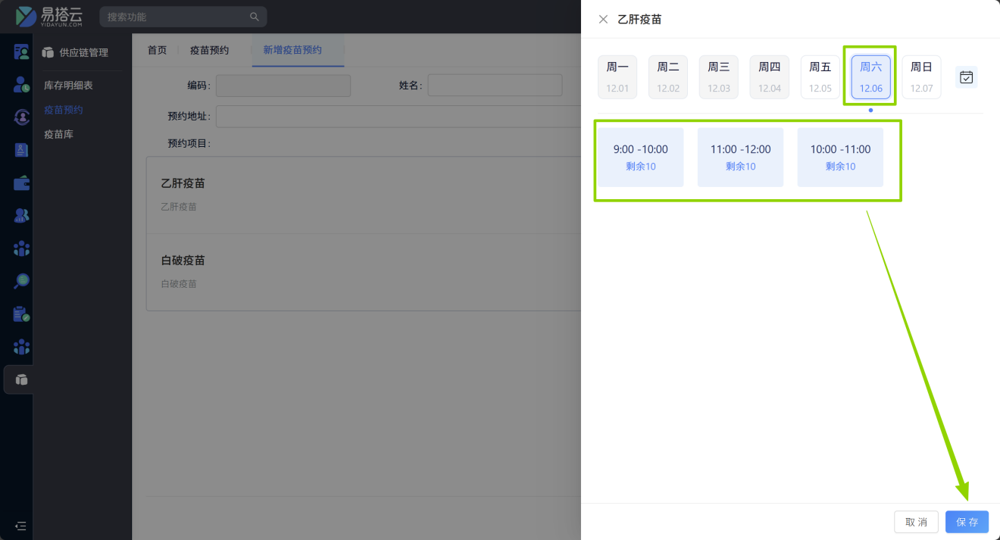 易搭云
YIDAYUN.COM
搜索功能
供应链管理
库存明细表
疫苗预约
疫苗库
首页
疫苗预约
新增疫苗预约
编码:
姓名:
预约地址:
预约项目:
乙肝疫苗
乙肝疫苗
白破疫苗
白破疫苗
乙肝疫苗
周一 周二 周三 周四 周五 周六 周日
12.01 12.02 12.03 12.04 12.05 12.06 12.07
9:00 -10:00 11:00 -12:00 10:00 -11:00
剩余10 剩余10 剩余10
取消 保存